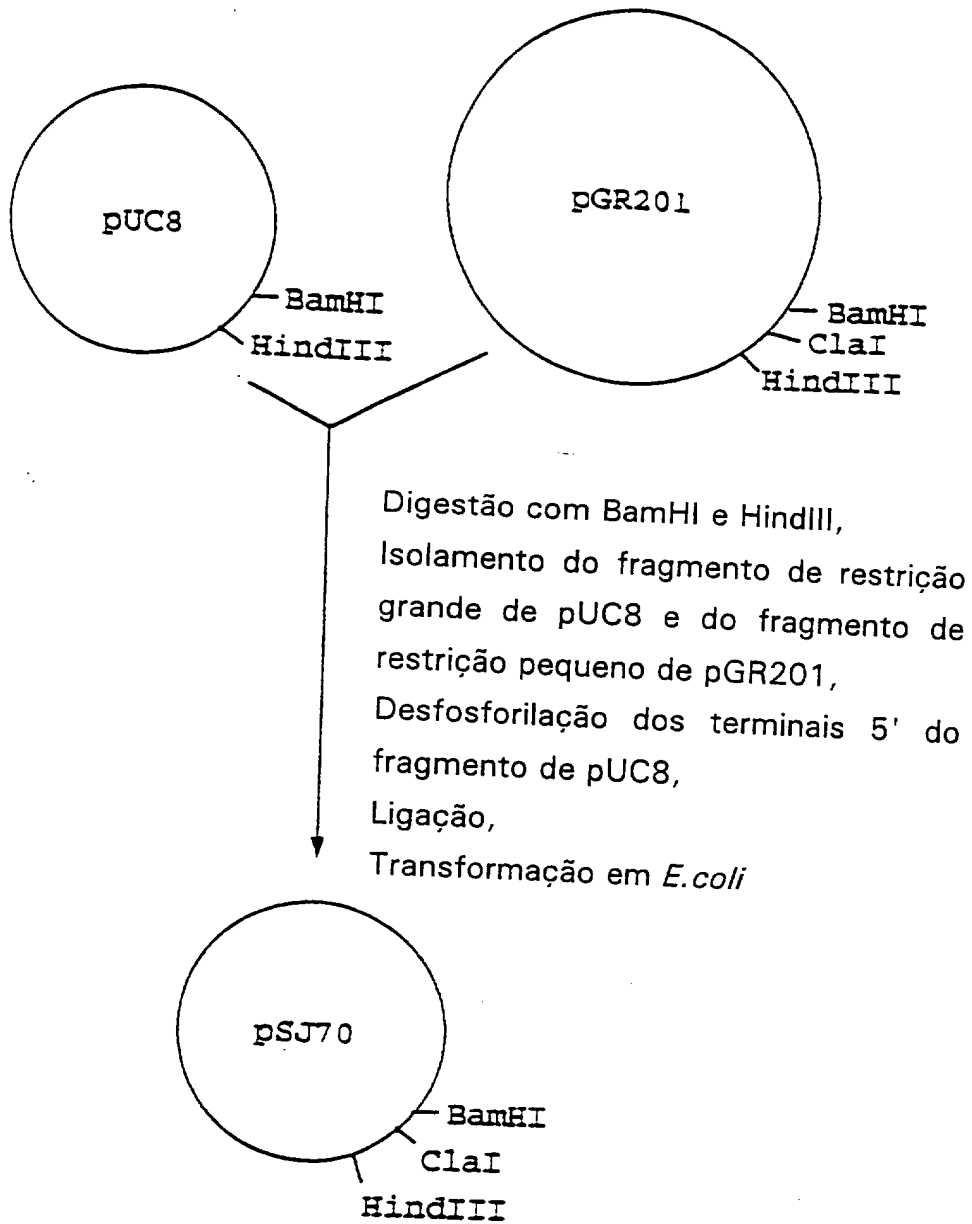 pUC8
pGR201
BamHI
HindIII
BamHI
ClaI
HindIII
Digestão com BamHI e HindIII,
Isolamento do fragmento de restrição
grande de pUC8 e do fragmento de
restrição pequeno de pGR201,
Desfosforilação dos terminais 5' do
fragmento de pUC8,
Ligação,
Transformação em E.coli
pSJ70
BamHI
ClaI
HindIII